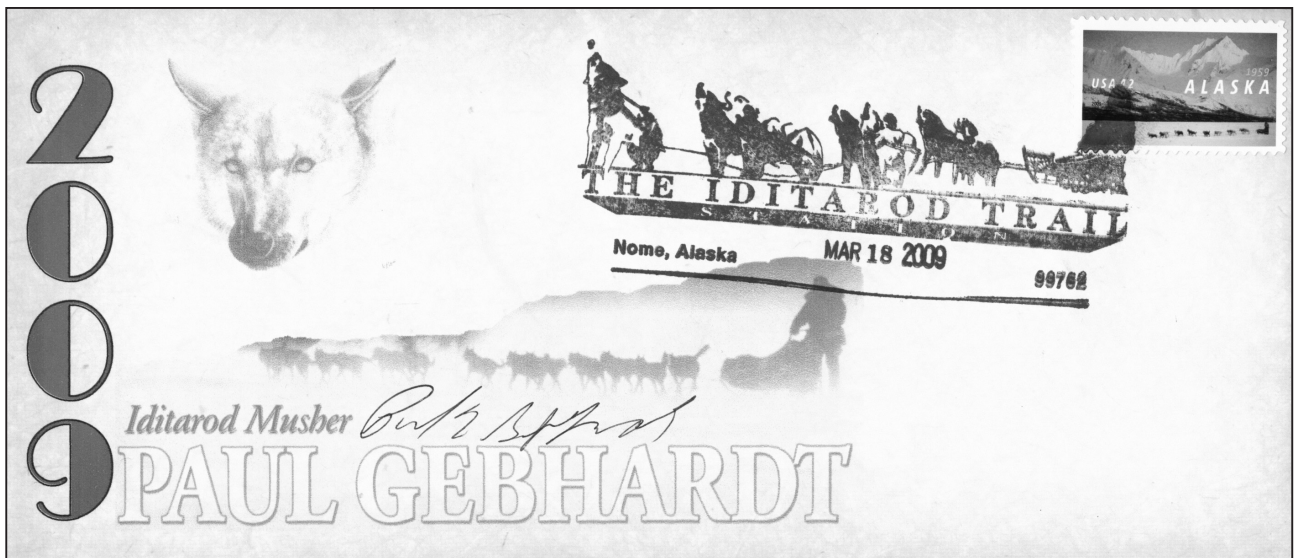 2009
1959
USA 42
ALASKA
THE IDITAROD TRAIL
STATION
Nome, Alaska MAR 18 2009 99762
Iditarod Musher
PAUL GEBHARDT